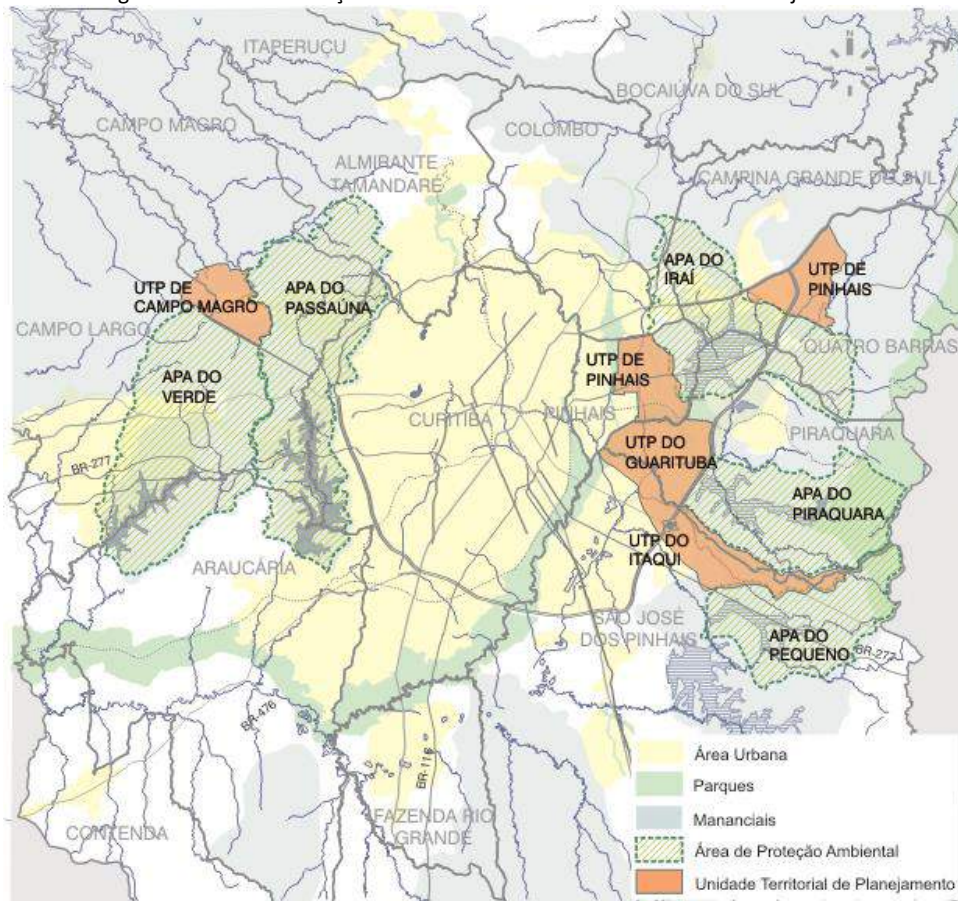 ITAPERUÇU
BOCAIÚVA DO SUL
CAMPO MAGRO
COLOMBO
ALMIRANTE
TAMANDARÉ
CAMPINA GRANDE DO SUL
N
UTP DE
CAMPO MAGRO
APA DO
PASSAÚNA
APA DO
IRAÍ
UTP DE
PINHAIS
CAMPO LARGO
QUATRO BARRAS
APA DO
VERDE
UTP DE
PINHAIS
CURITIBA
PINHAIS
PIRAQUARA
UTP DO
GUARITUBA
BR-277
APA DO
PIRAQUARA
UTP DO
ITAQUI
ARAUCÁRIA
SÃO JOSÉ
DOS PINHAIS
APA DO
PEQUENO
BR-277
BR-476
BR-116
FAZENDA RIO
GRANDE
CONTENDA
Área Urbana
Parques
Mananciais
Área de Proteção Ambiental
Unidade Territorial de Planejamento